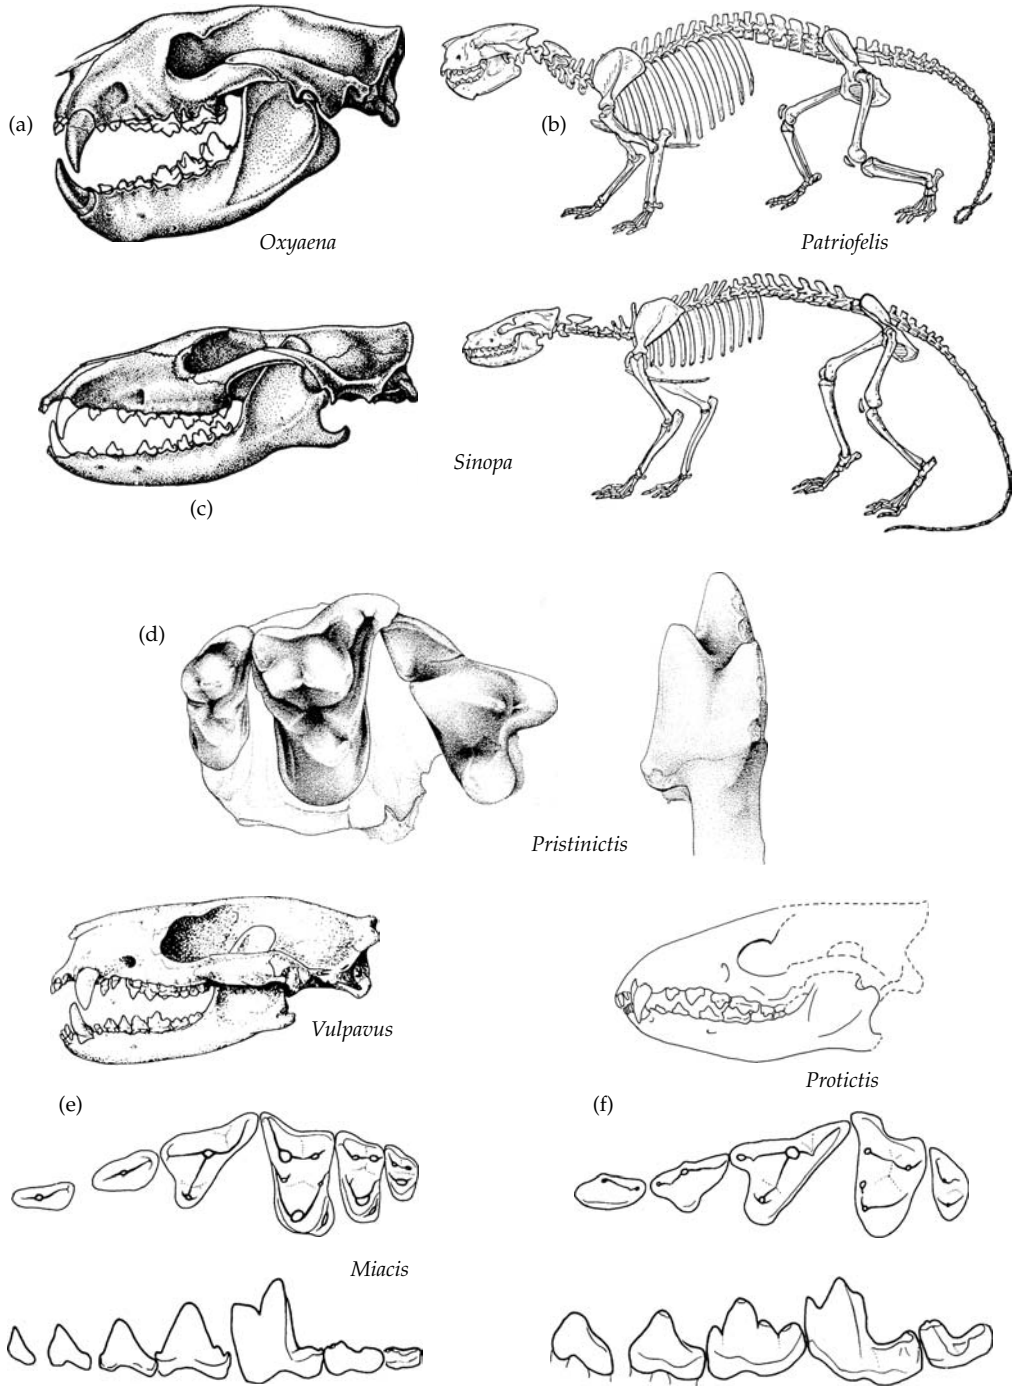 (a)
Oxyaena
(b)
Patriofelis
(c)
Sinopa
(d)
Pristinictis
Vulpavus
Protictis
(e)
(f)
Miacis